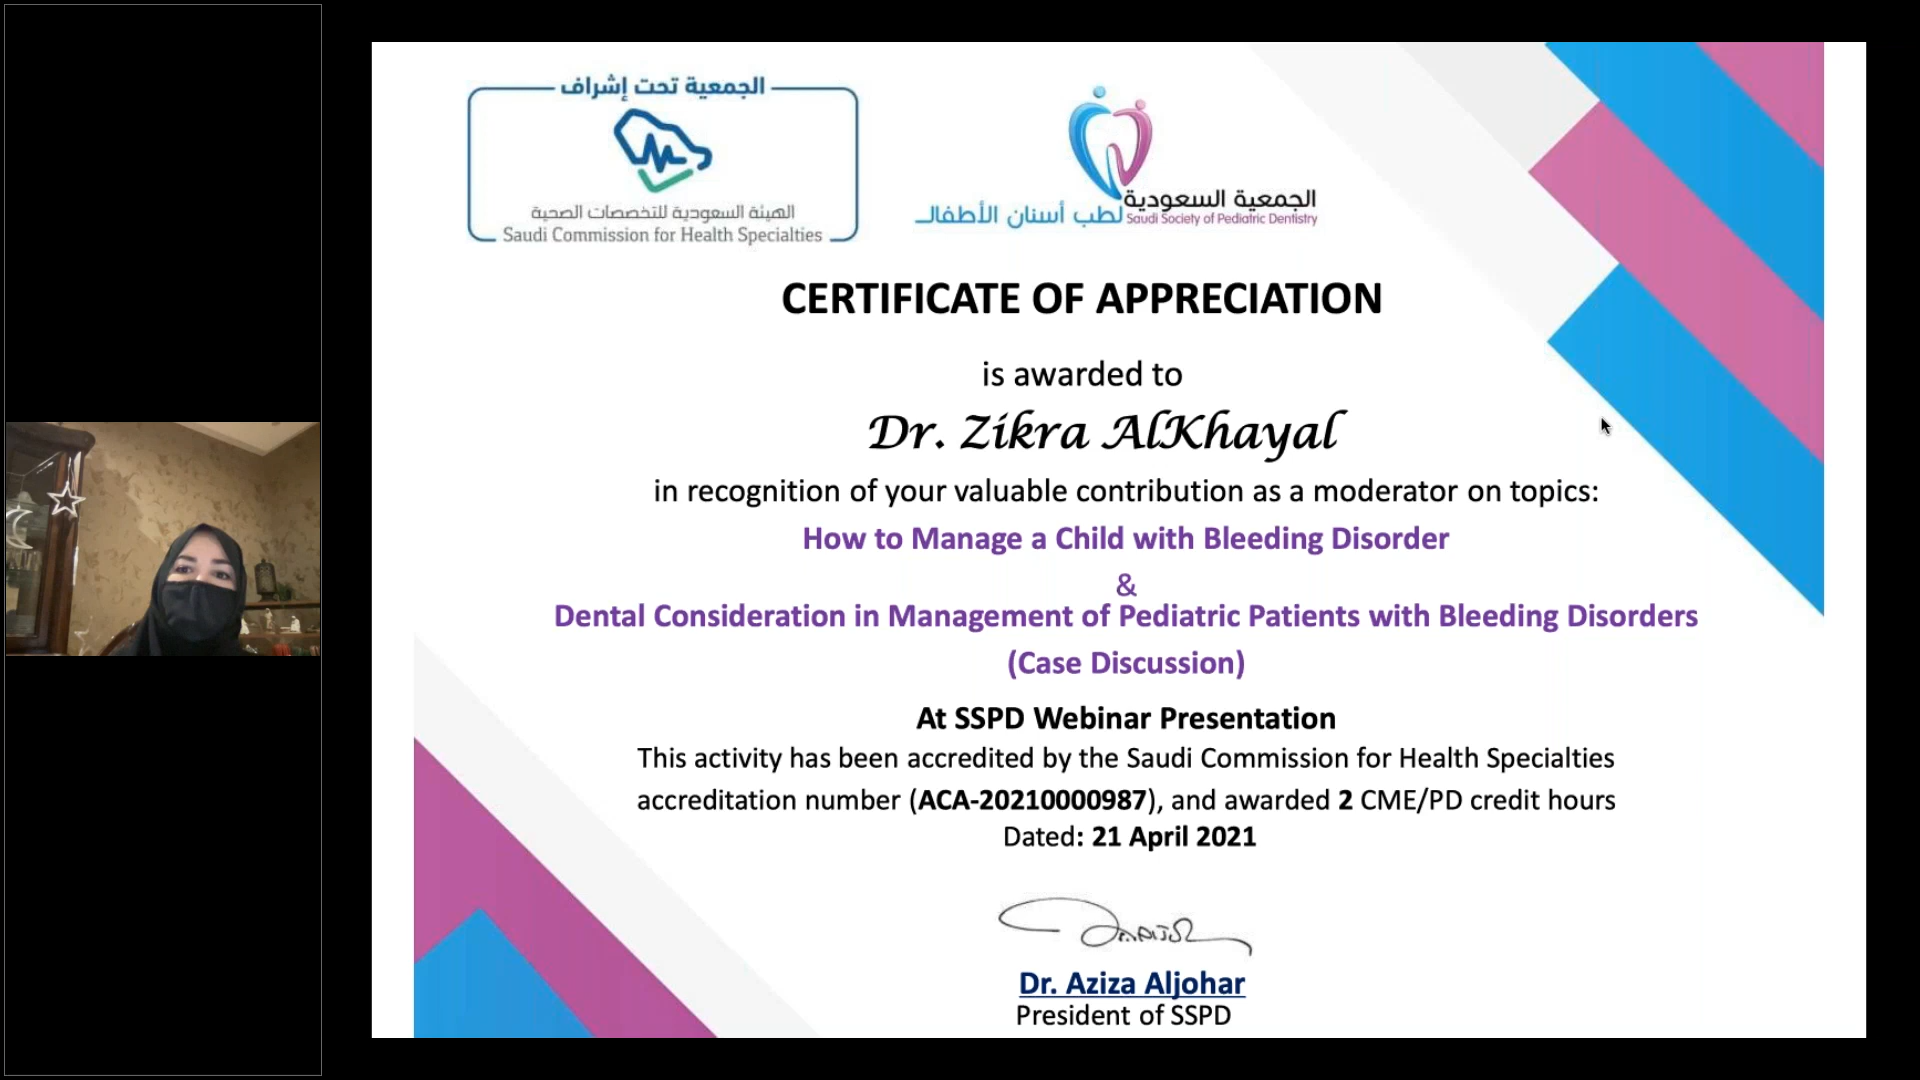 الجمعية تحت إشراف
الهيئة السعودية للتخصصات الصحية
Saudi Commission for Health Specialties
الجمعية السعودية
لطب أسنان الأطفال
Saudi Society of Pediatric Dentistry
CERTIFICATE OF APPRECIATION
is awarded to
Dr. Zikra AlKhayal
in recognition of your valuable contribution as a moderator on topics:
How to Manage a Child with Bleeding Disorder
&
Dental Consideration in Management of Pediatric Patients with Bleeding Disorders
(Case Discussion)
At SSPD Webinar Presentation
This activity has been accredited by the Saudi Commission for Health Specialties
accreditation number (ACA-20210000987), and awarded 2 CME/PD credit hours
Dated: 21 April 2021
Dr. Aziza Aljohar
President of SSPD